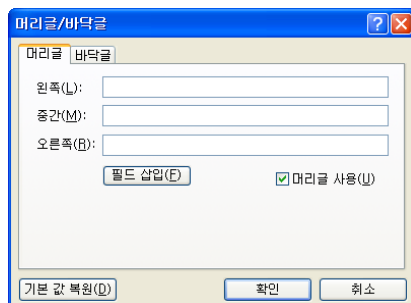 머리글/바닥글
머리글 바닥글
왼쪽(L):
중간(M):
오른쪽(R):
필드 삽입(F) 머리글 사용(U)
기본 값 복원(D) 확인 취소